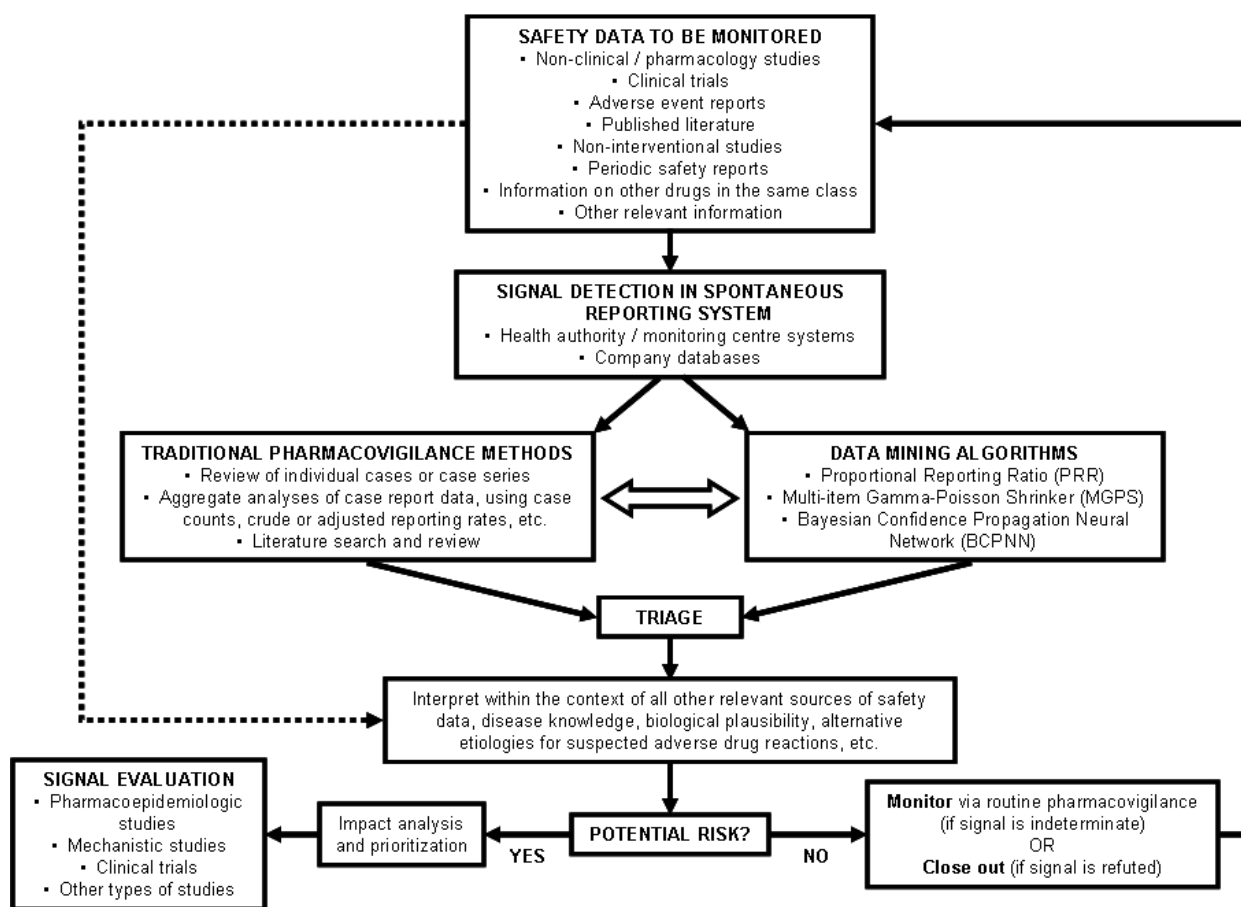 SAFETY DATA TO BE MONITORED
▪ Non-clinical / pharmacology studies
▪ Clinical trials
▪ Adverse event reports
▪ Published literature
▪ Non-interventional studies
▪ Periodic safety reports
▪ Information on other drugs in the same class
▪ Other relevant information
SIGNAL DETECTION IN SPONTANEOUS
REPORTING SYSTEM
▪ Health authority / monitoring centre systems
▪ Company databases
TRADITIONAL PHARMACOVIGILANCE METHODS
▪ Review of individual cases or case series
▪ Aggregate analyses of case report data, using case
counts, crude or adjusted reporting rates, etc.
▪ Literature search and review
DATA MINING ALGORITHMS
▪ Proportional Reporting Ratio (PRR)
▪ Multi-item Gamma-Poisson Shrinker (MGPS)
▪ Bayesian Confidence Propagation Neural
Network (BCPNN)
TRIAGE
Interpret within the context of all other relevant sources of safety
data, disease knowledge, biological plausibility, alternative
etiologies for suspected adverse drug reactions, etc.
SIGNAL EVALUATION
▪ Pharmacoepidemiologic
studies
▪ Mechanistic studies
▪ Clinical trials
▪ Other types of studies
Impact analysis
and prioritization
YES
POTENTIAL RISK?
NO
Monitor via routine pharmacovigilance
(if signal is indeterminate)
OR
Close out (if signal is refuted)